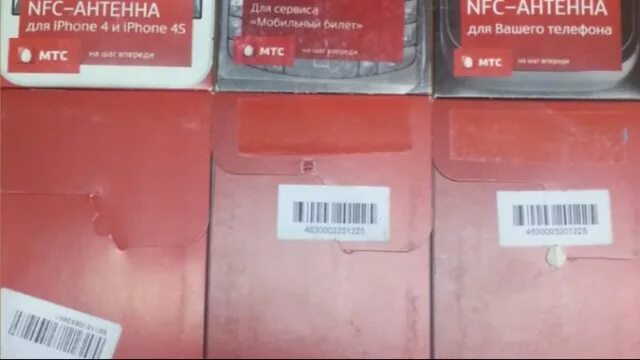 NFC-АНТЕННА
для iPhone 4 и iPhone 4S
МТС
на шаг впереди
Для сервиса
«Мобильный билет»
МТС
на шаг впереди
NFC-АНТЕННА
для Вашего телефона
МТС
на шаг впереди
4630003201225
4630003201225